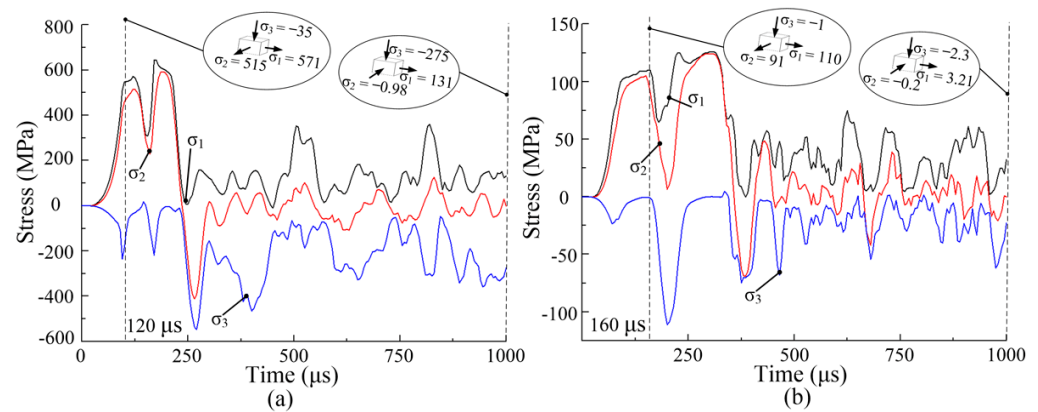 800
600
400
200
0
-200
-400
-600
Stress (MPa)
σ₃ = −35
σ₂ = 515
σ₁ = 571
σ₃ = −275
σ₂ = −0.98
σ₁ = 131
σ₁
σ₂
σ₃
120 μs
0 250 500 750 1000
Time (μs)
(a)
150
100
50
0
-50
-100
Stress (MPa)
σ₃ = −1
σ₂ = 91
σ₁ = 110
σ₃ = −2.3
σ₂ = −0.2
σ₁ = 3.21
σ₁
σ₂
σ₃
160 μs
250 500 750 1000
Time (μs)
(b)